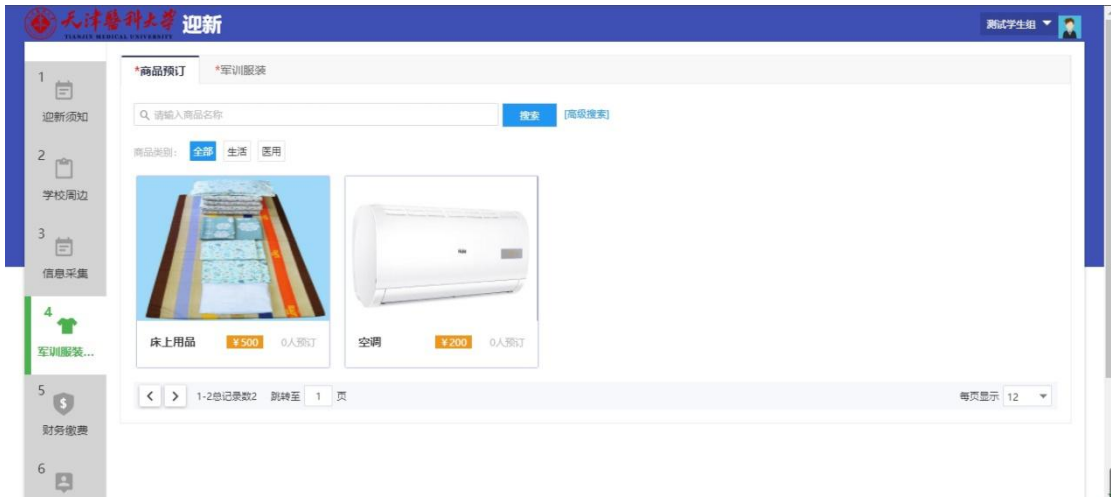 天津医科大学 迎新
TIANJIN MEDICAL UNIVERSITY
测试学生组
1
迎新须知
2
学校周边
3
信息采集
4
军训服装...
5
财务缴费
6
*商品预订 *军训服装
请输入商品名称 搜索 [高级搜索]
商品类别： 全部 生活 医用
Haier
床上用品 ￥500 0人预订
空调 ￥200 0人预订
1-2总记录数2 跳转至 1 页
每页显示 12